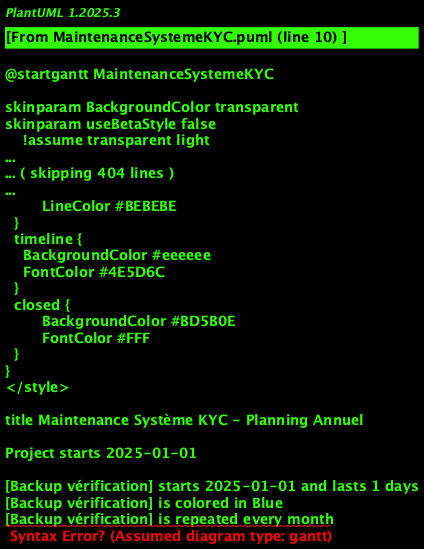 PlantUML 1.2025.3
[From MaintenanceSystemeKYC.puml (line 10) ]
@startgantt MaintenanceSystemeKYC
skinparam BackgroundColor transparent
skinparam useBetaStyle false
!assume transparent light
...
... ( skipping 404 lines )
...
LineColor #BEBEBE
}
timeline {
BackgroundColor #eeeeee
FontColor #4E5D6C
}
closed {
BackgroundColor #BD5B0E
FontColor #FFF
}
}
</style>
title Maintenance Système KYC - Planning Annuel
Project starts 2025-01-01
[Backup vérification] starts 2025-01-01 and lasts 1 days
[Backup vérification] is colored in Blue
[Backup vérification] is repeated every month
Syntax Error? (Assumed diagram type: gantt)